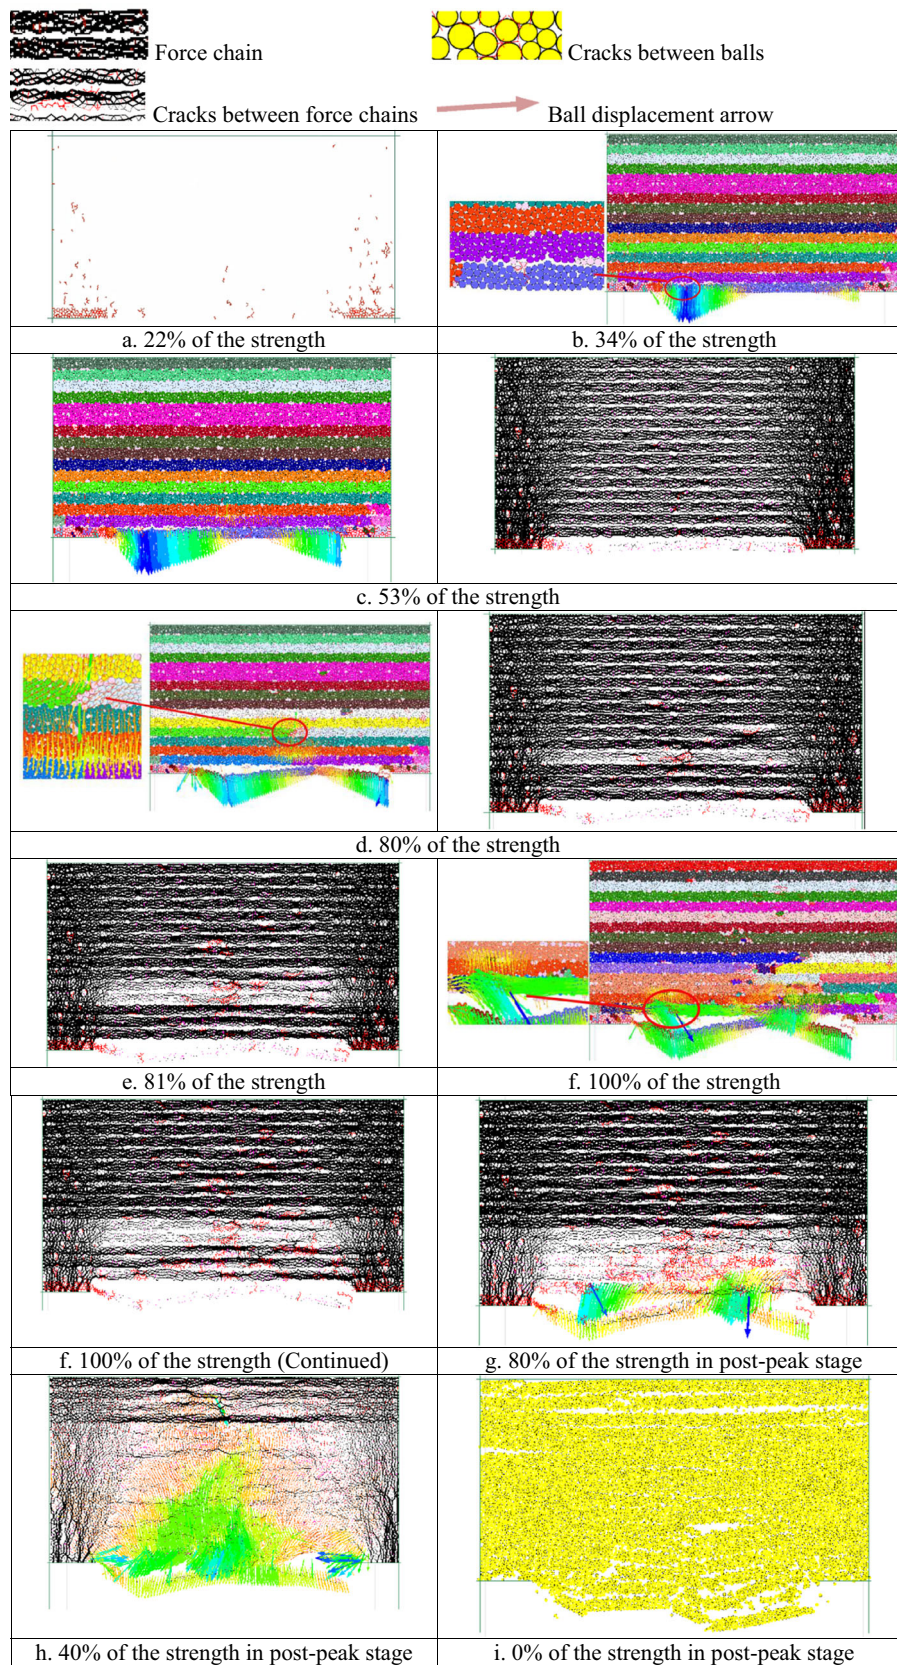 Force chain
Cracks between balls
Cracks between force chains
Ball displacement arrow
a. 22% of the strength
b. 34% of the strength
c. 53% of the strength
d. 80% of the strength
e. 81% of the strength
f. 100% of the strength
f. 100% of the strength (Continued)
g. 80% of the strength in post-peak stage
h. 40% of the strength in post-peak stage
i. 0% of the strength in post-peak stage